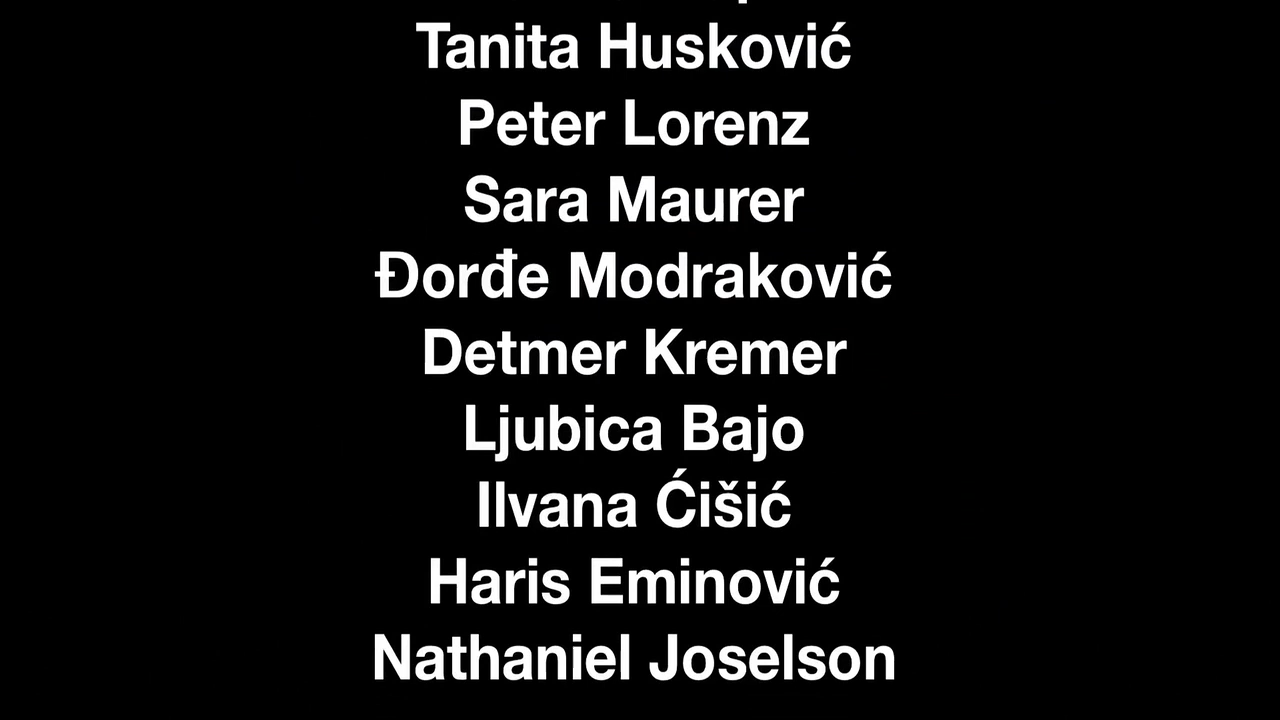 Tanita Husković
Peter Lorenz
Sara Maurer
Đorđe Modraković
Detmer Kremer
Ljubica Bajo
Ilvana Ćišić
Haris Eminović
Nathaniel Joselson